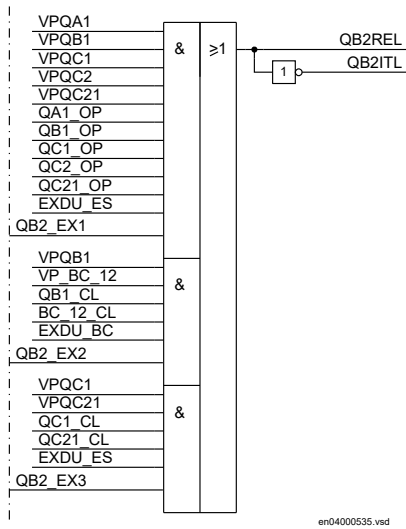 VPQA1
VPQB1
VPQC1
VPQC2
VPQC21
QA1_OP
QB1_OP
QC1_OP
QC2_OP
QC21_OP
EXDU_ES
QB2_EX1
&
≥1
QB2REL
QB2ITL
1
VPQB1
VP_BC_12
QB1_CL
BC_12_CL
EXDU_BC
QB2_EX2
&
VPQC1
VPQC21
QC1_CL
QC21_CL
EXDU_ES
QB2_EX3
&
en04000535.vsd